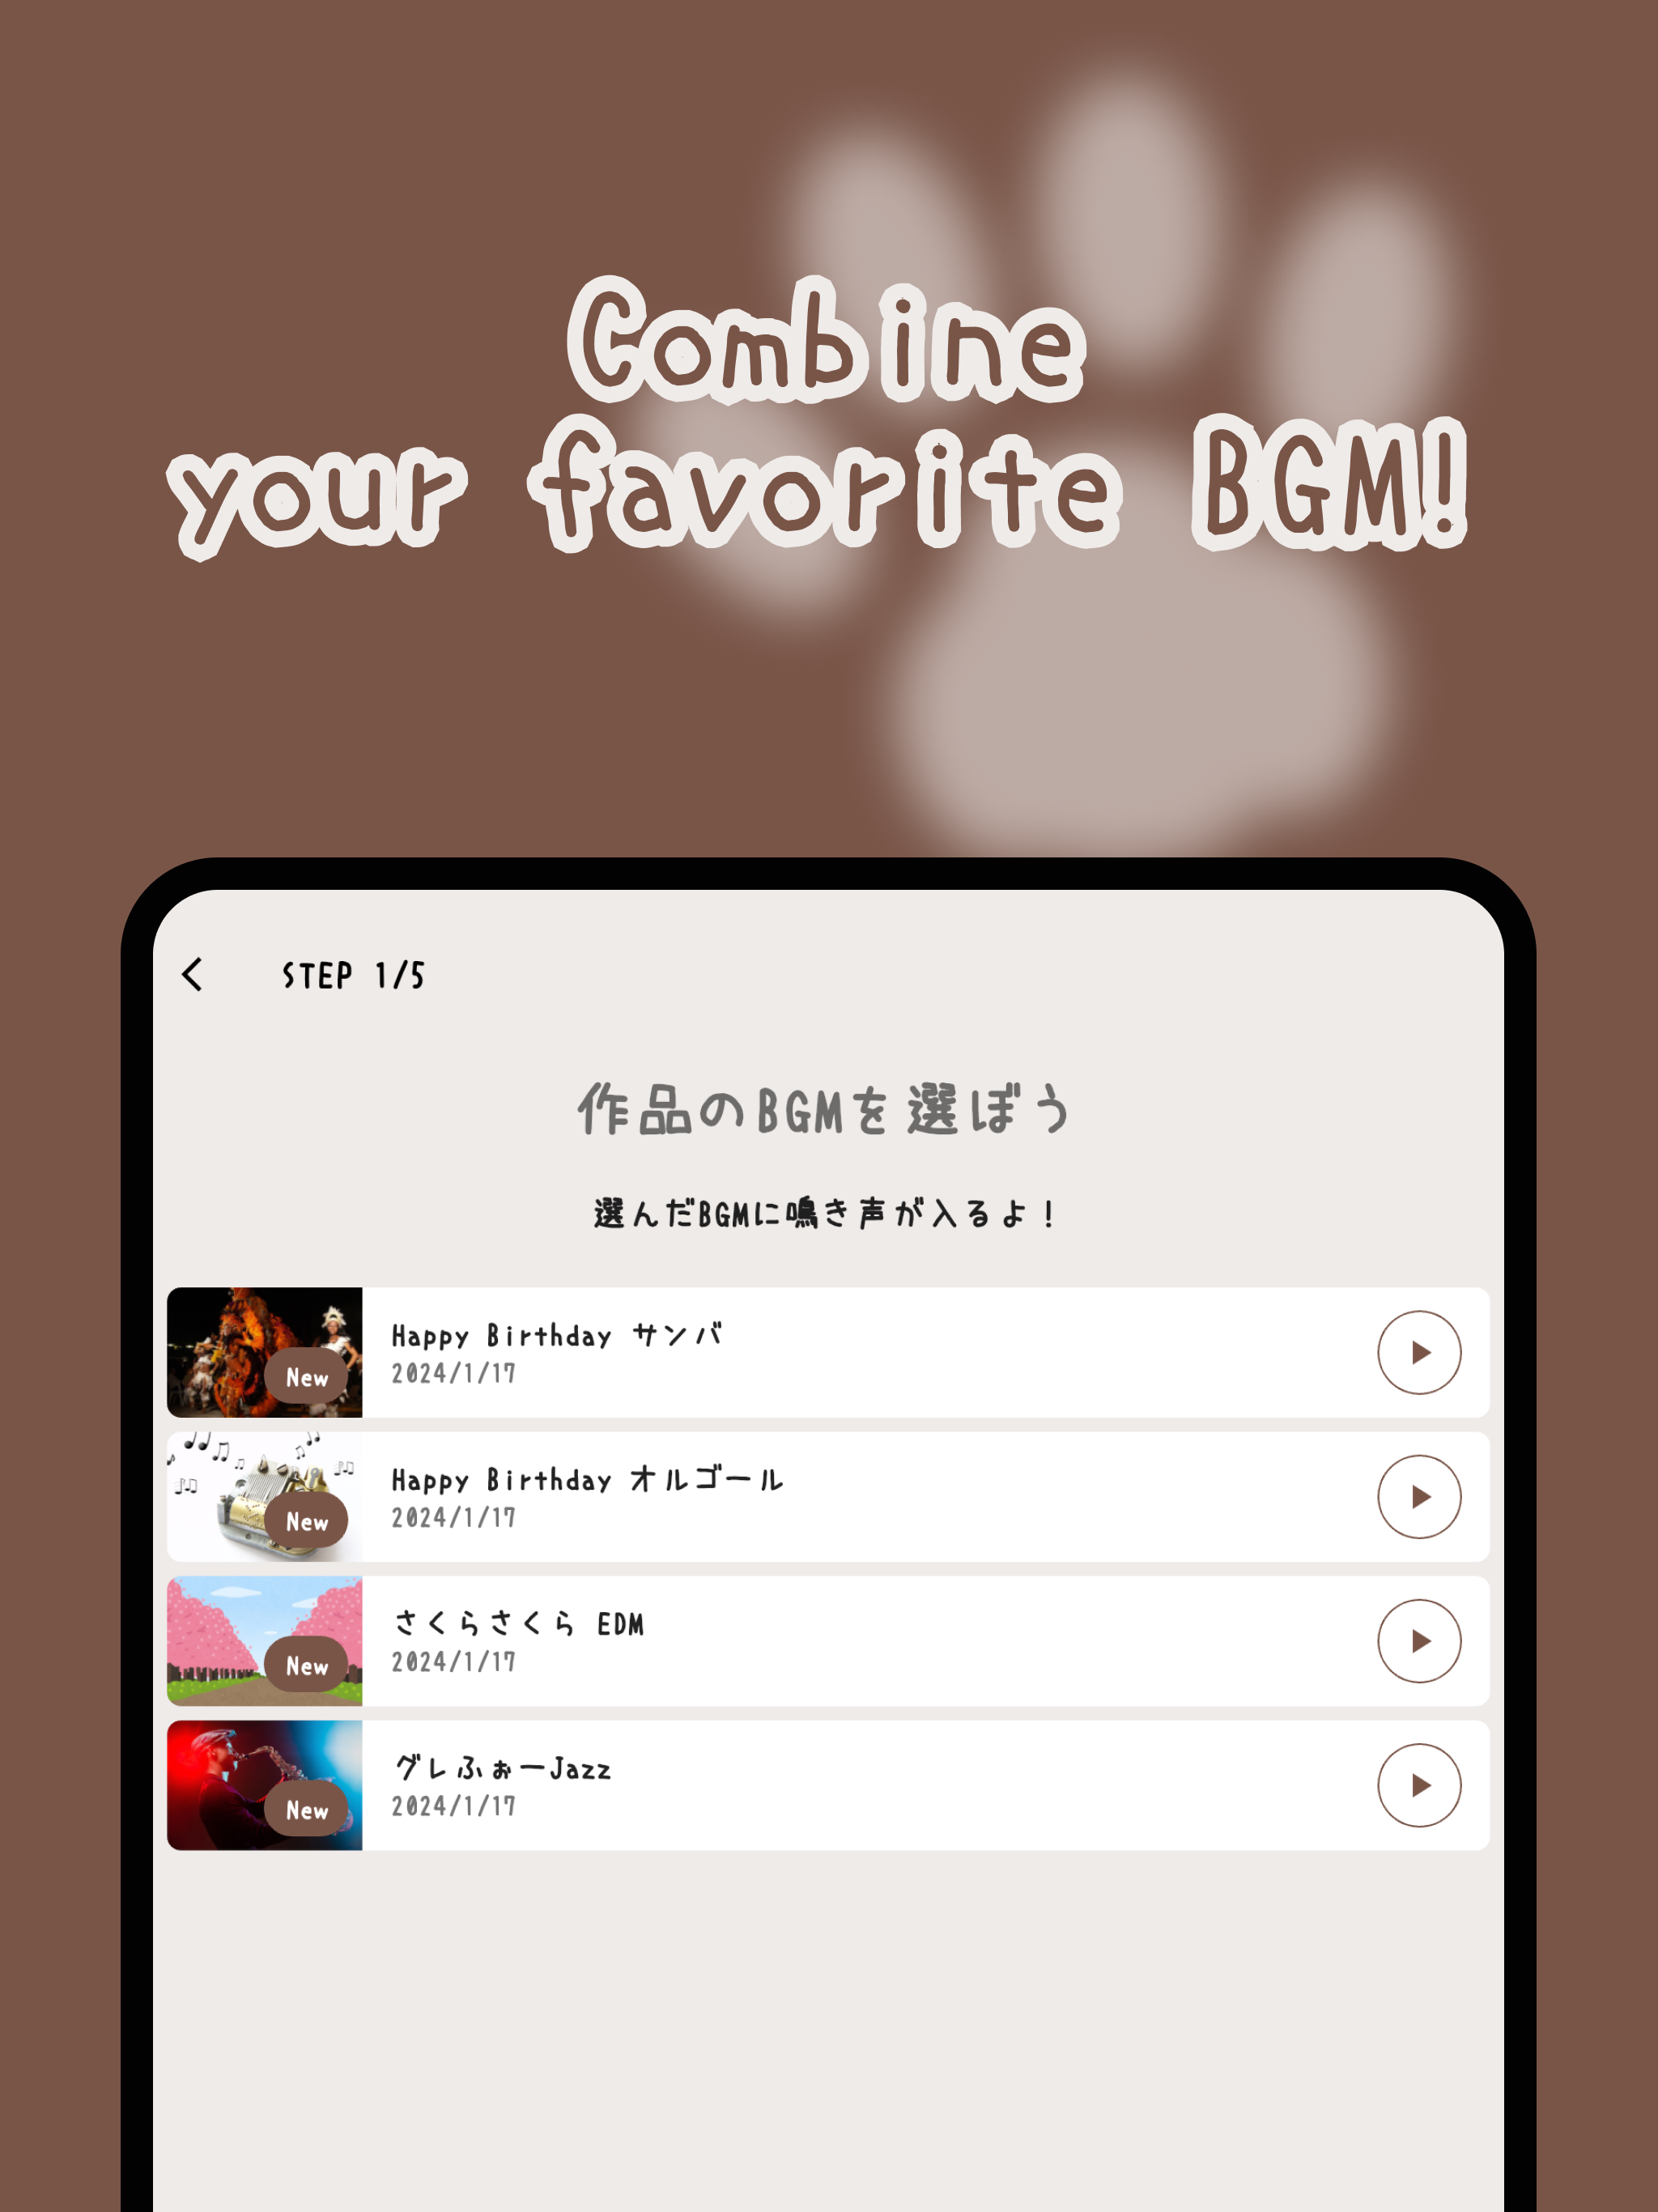 Combine
your favorite BGM!
STEP 1/5
作品のBGMを選ぼう
選んだBGMに鳴き声が入るよ！
New
Happy Birthday サンバ
2024/1/17
New
Happy Birthday オルゴール
2024/1/17
New
さくらさくら EDM
2024/1/17
New
グレふぉーJazz
2024/1/17